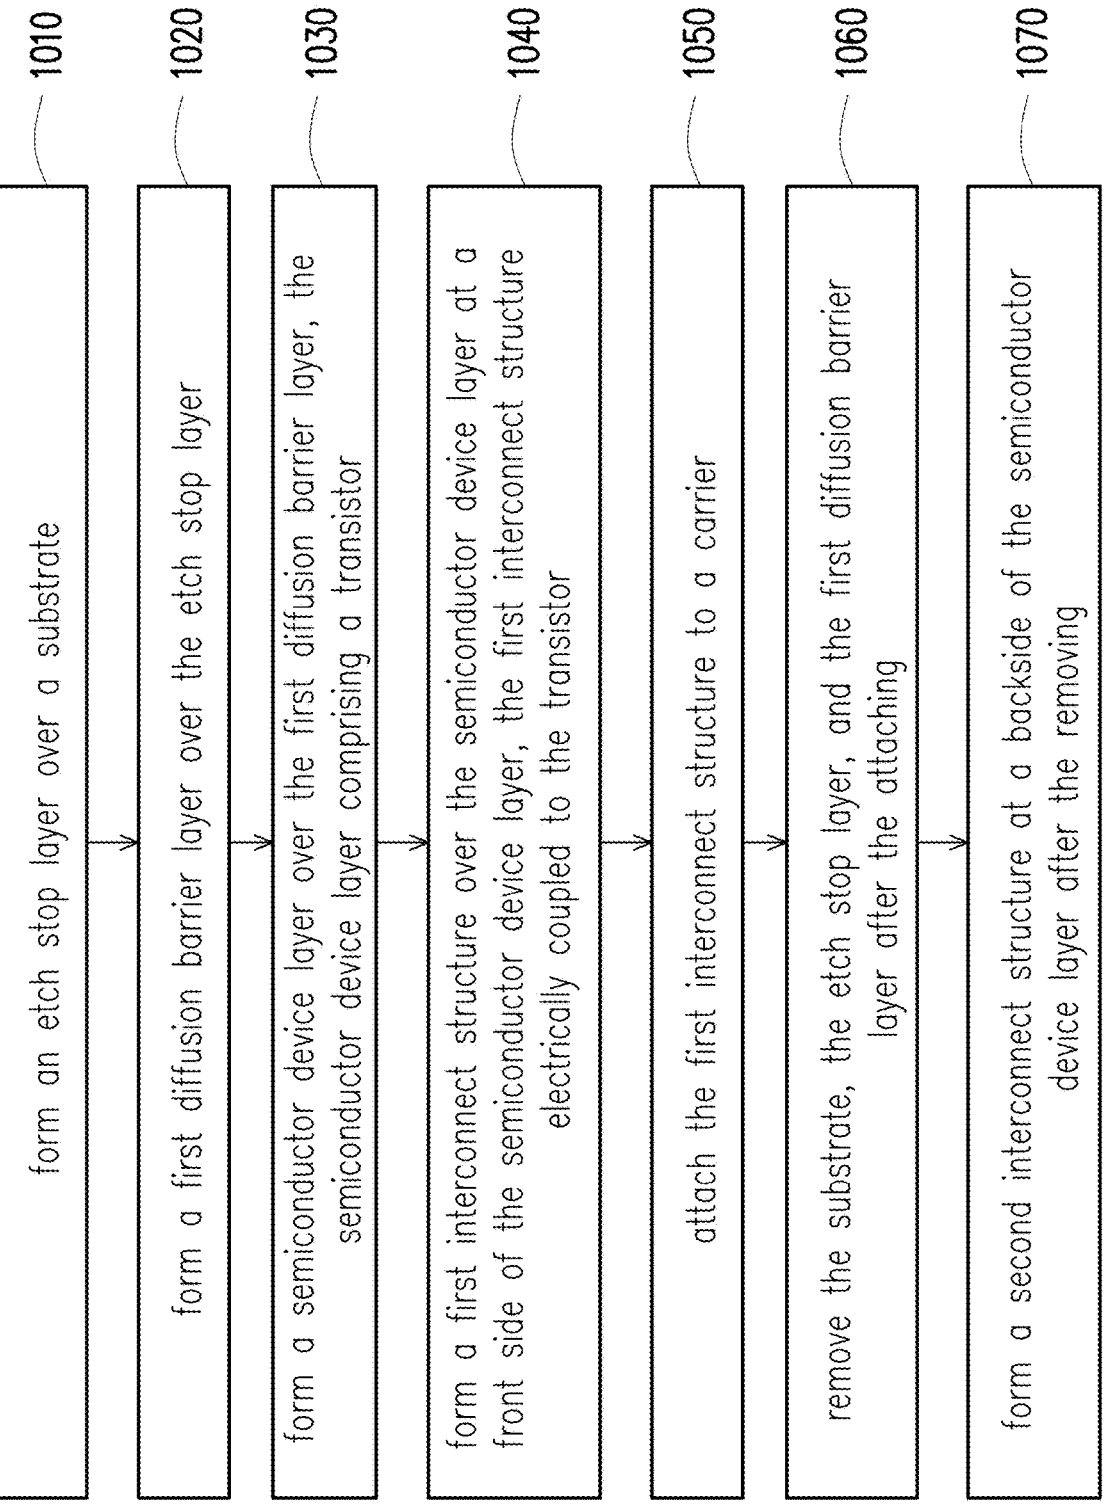 form an etch stop layer over a substrate
1010
form a first diffusion barrier layer over the etch stop layer
1020
form a semiconductor device layer over the first diffusion barrier layer, the
semiconductor device layer comprising a transistor
1030
form a first interconnect structure over the semiconductor device layer at a
front side of the semiconductor device layer, the first interconnect structure
electrically coupled to the transistor
1040
attach the first interconnect structure to a carrier
1050
remove the substrate, the etch stop layer, and the first diffusion barrier
layer after the attaching
1060
form a second interconnect structure at a backside of the semiconductor
device layer after the removing
1070